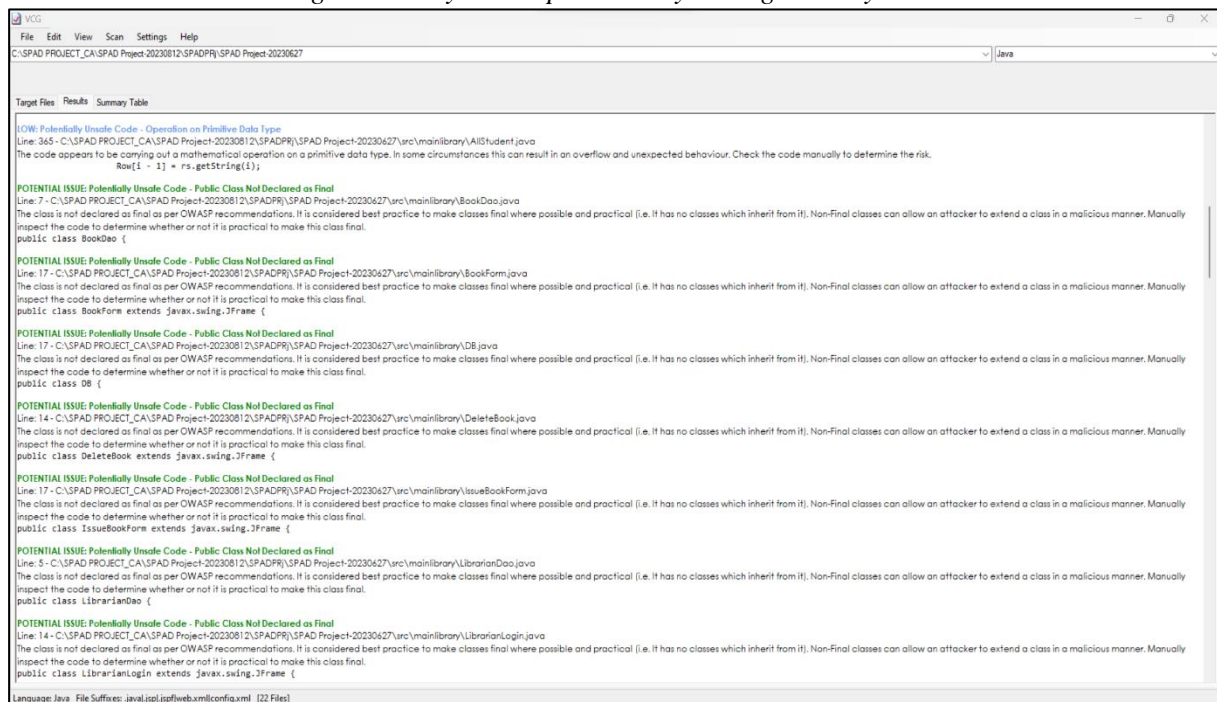 VCG
File Edit View Scan Settings Help
C:\SPAD PROJECT_CA\SPAD Project-20230812\SPADPRj\SPAD Project-20230627 Java
Target Files Results Summary Table
LOW: Potentially Unsafe Code - Operation on Primitive Data Type
Line: 365 - C:\SPAD PROJECT_CA\SPAD Project-20230812\SPADPRj\SPAD Project-20230627\src\mainlibrary\AllStudent.java
The code appears to be carrying out a mathematical operation on a primitive data type. In some circumstances this can result in an overflow and unexpected behaviour. Check the code manually to determine the risk.
Row[i - 1] = rs.getString(i);
POTENTIAL ISSUE: Potentially Unsafe Code - Public Class Not Declared as Final
Line: 7 - C:\SPAD PROJECT_CA\SPAD Project-20230812\SPADPRj\SPAD Project-20230627\src\mainlibrary\BookDao.java
The class is not declared as final as per OWASP recommendations. It is considered best practice to make classes final where possible and practical (i.e. It has no classes which inherit from it). Non-Final classes can allow an attacker to extend a class in a malicious manner. Manually
inspect the code to determine whether or not it is practical to make this class final.
public class BookDao {
POTENTIAL ISSUE: Potentially Unsafe Code - Public Class Not Declared as Final
Line: 17 - C:\SPAD PROJECT_CA\SPAD Project-20230812\SPADPRj\SPAD Project-20230627\src\mainlibrary\BookForm.java
The class is not declared as final as per OWASP recommendations. It is considered best practice to make classes final where possible and practical (i.e. It has no classes which inherit from it). Non-Final classes can allow an attacker to extend a class in a malicious manner. Manually
inspect the code to determine whether or not it is practical to make this class final.
public class BookForm extends javax.swing.JFrame {
POTENTIAL ISSUE: Potentially Unsafe Code - Public Class Not Declared as Final
Line: 17 - C:\SPAD PROJECT_CA\SPAD Project-20230812\SPADPRj\SPAD Project-20230627\src\mainlibrary\DB.java
The class is not declared as final as per OWASP recommendations. It is considered best practice to make classes final where possible and practical (i.e. It has no classes which inherit from it). Non-Final classes can allow an attacker to extend a class in a malicious manner. Manually
inspect the code to determine whether or not it is practical to make this class final.
public class DB {
POTENTIAL ISSUE: Potentially Unsafe Code - Public Class Not Declared as Final
Line: 14 - C:\SPAD PROJECT_CA\SPAD Project-20230812\SPADPRj\SPAD Project-20230627\src\mainlibrary\DeleteBook.java
The class is not declared as final as per OWASP recommendations. It is considered best practice to make classes final where possible and practical (i.e. It has no classes which inherit from it). Non-Final classes can allow an attacker to extend a class in a malicious manner. Manually
inspect the code to determine whether or not it is practical to make this class final.
public class DeleteBook extends javax.swing.JFrame {
POTENTIAL ISSUE: Potentially Unsafe Code - Public Class Not Declared as Final
Line: 17 - C:\SPAD PROJECT_CA\SPAD Project-20230812\SPADPRj\SPAD Project-20230627\src\mainlibrary\IssueBookForm.java
The class is not declared as final as per OWASP recommendations. It is considered best practice to make classes final where possible and practical (i.e. It has no classes which inherit from it). Non-Final classes can allow an attacker to extend a class in a malicious manner. Manually
inspect the code to determine whether or not it is practical to make this class final.
public class IssueBookForm extends javax.swing.JFrame {
POTENTIAL ISSUE: Potentially Unsafe Code - Public Class Not Declared as Final
Line: 5 - C:\SPAD PROJECT_CA\SPAD Project-20230812\SPADPRj\SPAD Project-20230627\src\mainlibrary\LibrarianDao.java
The class is not declared as final as per OWASP recommendations. It is considered best practice to make classes final where possible and practical (i.e. It has no classes which inherit from it). Non-Final classes can allow an attacker to extend a class in a malicious manner. Manually
inspect the code to determine whether or not it is practical to make this class final.
public class LibrarianDao {
POTENTIAL ISSUE: Potentially Unsafe Code - Public Class Not Declared as Final
Line: 14 - C:\SPAD PROJECT_CA\SPAD Project-20230812\SPADPRj\SPAD Project-20230627\src\mainlibrary\LibrarianLogin.java
The class is not declared as final as per OWASP recommendations. It is considered best practice to make classes final where possible and practical (i.e. It has no classes which inherit from it). Non-Final classes can allow an attacker to extend a class in a malicious manner. Manually
inspect the code to determine whether or not it is practical to make this class final.
public class LibrarianLogin extends javax.swing.JFrame {
Language: Java File Suffixes: .java|.jsp|.jspf|web.xml|config.xml [22 Files]